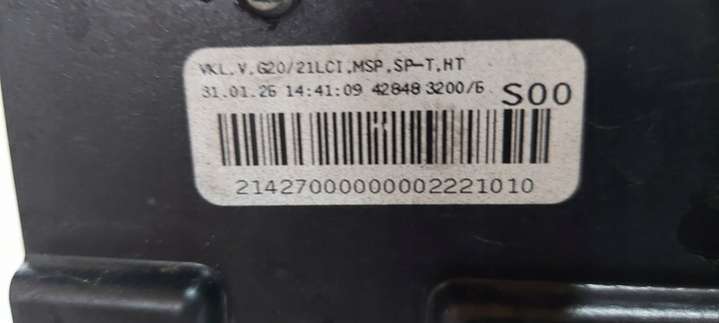 VKL.V.G20/21LCI.MSP.SP-T.HT
31.01.26 14:41:09 42848 3200/6 S00
21427000000002221010